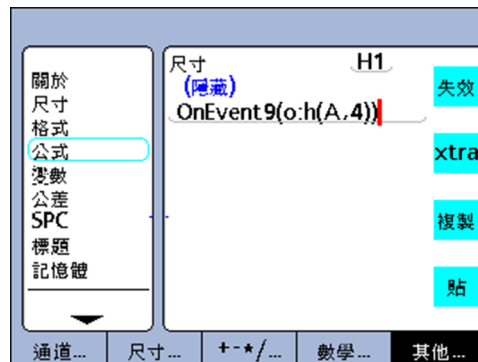 關於
尺寸
格式
公式
變數
公差
SPC
標題
記憶體
尺寸 H1
(隱藏)
OnEvent9(o:h(A,4))
失效
xtra
複製
貼
通道... 尺寸... +-*/... 數學... 其他...